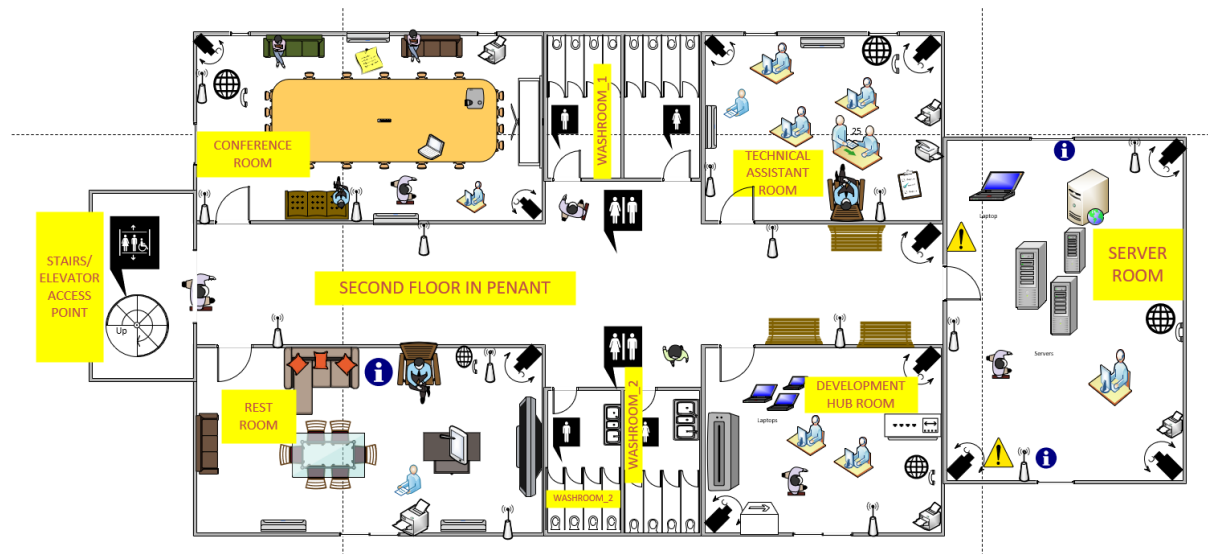 CONFERENCE
ROOM
WASHROOM_1
25
TECHNICAL
ASSISTANT
ROOM
Laptop
STAIRS/
ELEVATOR
ACCESS
POINT
Up
SECOND FLOOR IN PENANT
SERVER
ROOM
Servers
REST
ROOM
WASHROOM_2
DEVELOPMENT
HUB ROOM
Laptops
WASHROOM_2